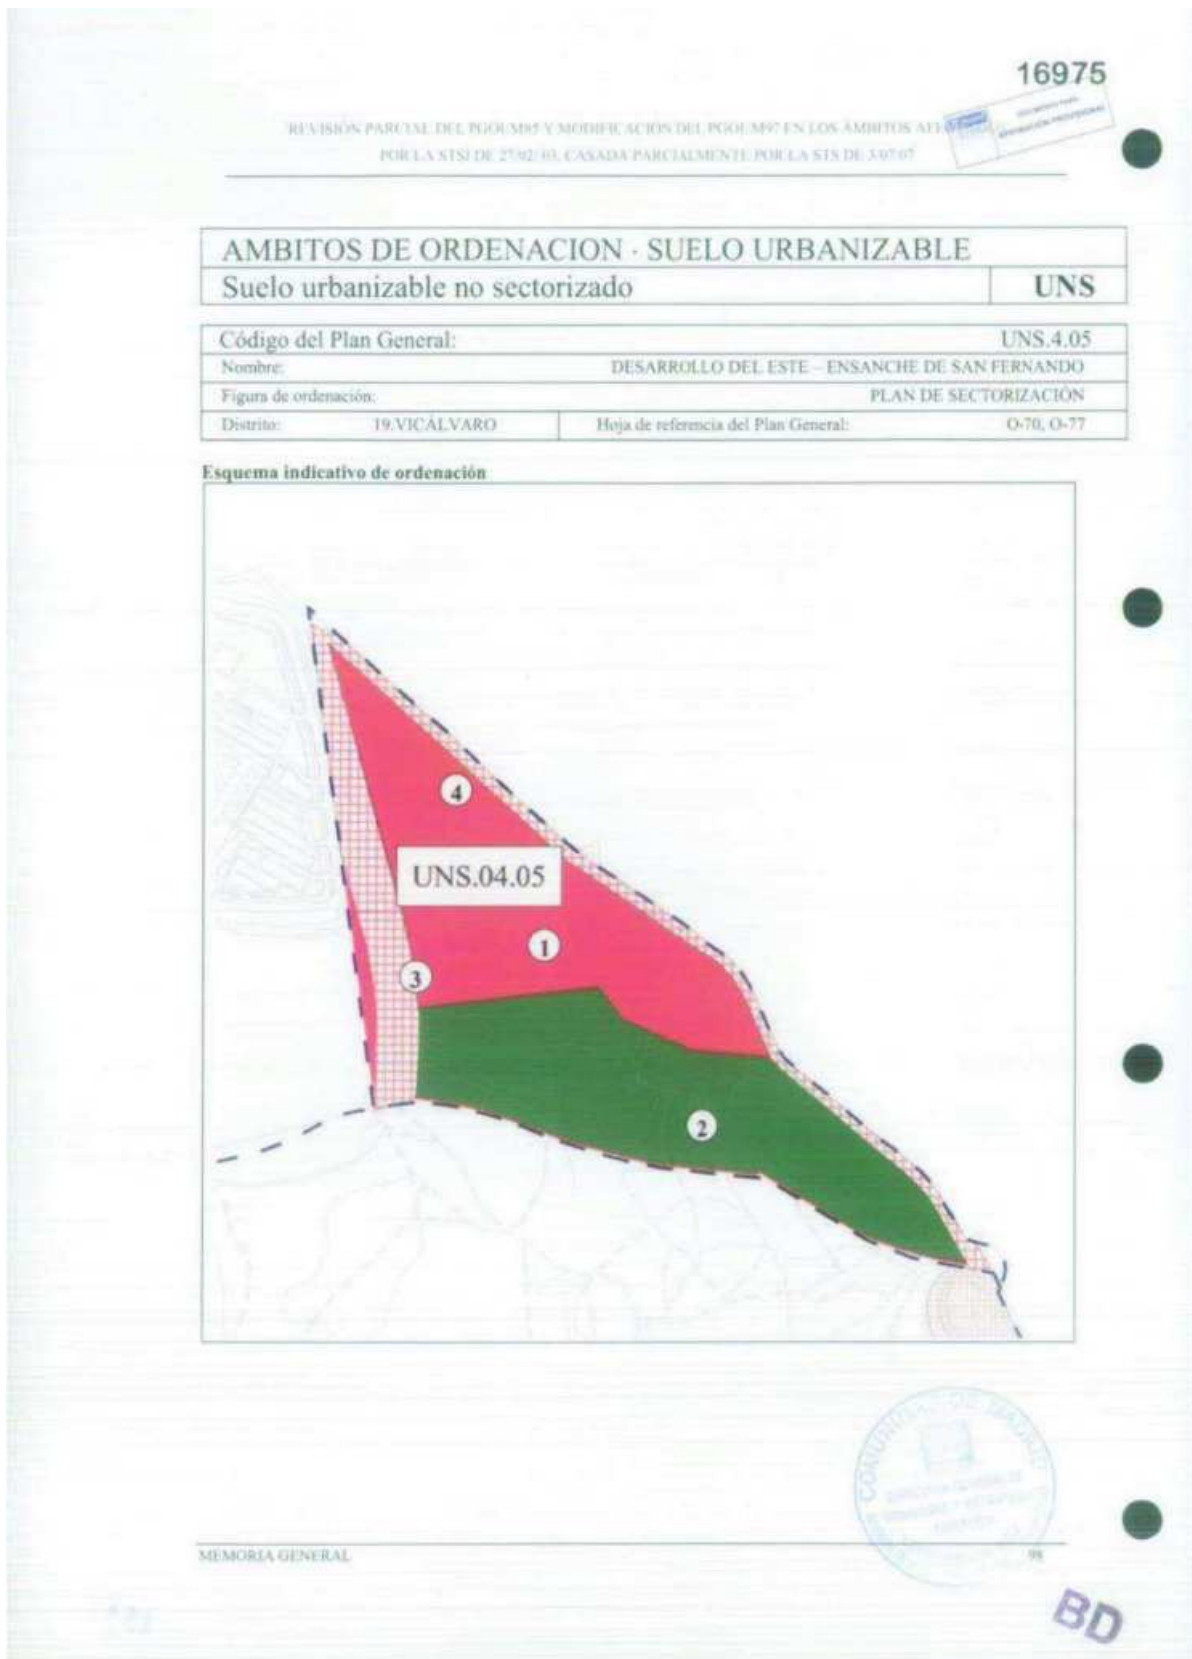 16975
REVISIÓN PARCIAL DEL PGOUM85 Y MODIFICACIÓN DEL PGOUM97 EN LOS ÁMBITOS
POR LA STSJ DE 27/02/03, CASADA PARCIALMENTE POR LA STS DE 3/07/07
AMBITOS DE ORDENACION · SUELO URBANIZABLE
Suelo urbanizable no sectorizado UNS
Código del Plan General: UNS.4.05
Nombre: DESARROLLO DEL ESTE – ENSANCHE DE SAN FERNANDO
Figura de ordenación: PLAN DE SECTORIZACIÓN
Distrito: 19.VICÁLVARO Hoja de referencia del Plan General: O-70, O-77
Esquema indicativo de ordenación
4
UNS.04.05
1
3
2
COMUNIDAD DE MADRID
MEMORIA GENERAL 98
BD